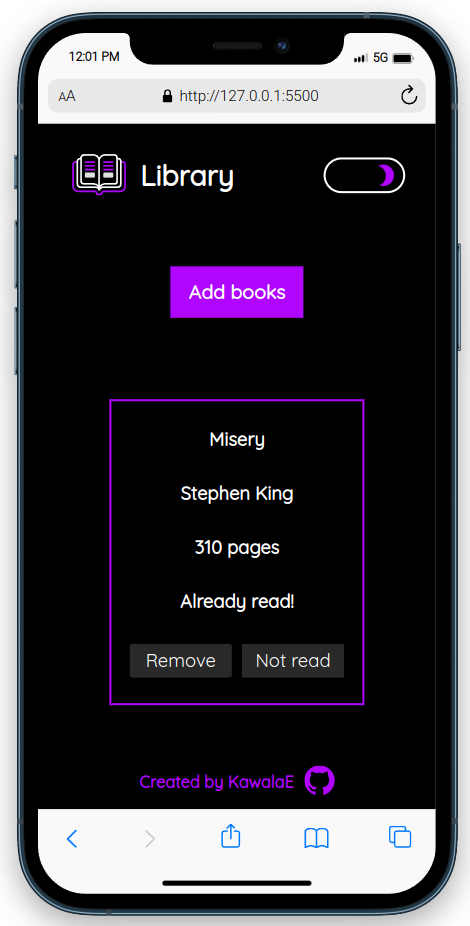 12:01 PM
5G
AA
http://127.0.0.1:5500
Library
Add books
Misery
Stephen King
310 pages
Already read!
Remove
Not read
Created by KawalaE